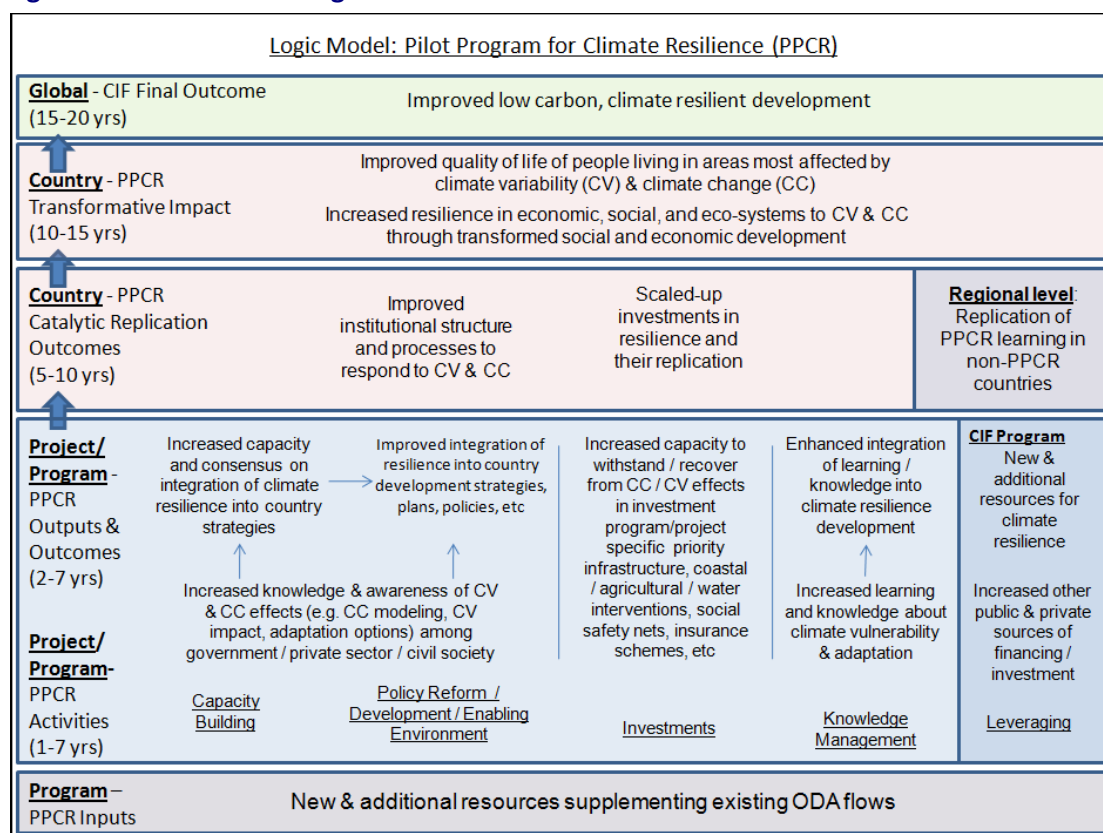 Logic Model: Pilot Program for Climate Resilience (PPCR)
Global - CIF Final Outcome
(15-20 yrs)
Improved low carbon, climate resilient development
Country - PPCR
Transformative Impact
(10-15 yrs)
Improved quality of life of people living in areas most affected by
climate variability (CV) & climate change (CC)
Increased resilience in economic, social, and eco-systems to CV & CC
through transformed social and economic development
Country - PPCR
Catalytic Replication
Outcomes
(5-10 yrs)
Improved
institutional structure
and processes to
respond to CV & CC
Scaled-up
investments in
resilience and
their replication
Regional level:
Replication of
PPCR learning in
non-PPCR
countries
Project/
Program -
PPCR
Outputs &
Outcomes
(2-7 yrs)
Increased capacity
and consensus on
integration of climate
resilience into country
strategies
Improved integration of
resilience into country
development strategies,
plans, policies, etc
Increased knowledge & awareness of CV
& CC effects (e.g. CC modeling, CV
impact, adaptation options) among
government / private sector / civil society
Increased capacity to
withstand / recover
from CC / CV effects
in investment
program/project
specific priority
infrastructure, coastal
/ agricultural / water
interventions, social
safety nets, insurance
schemes, etc
Enhanced integration
of learning /
knowledge into
climate resilience
development
Increased learning
and knowledge about
climate vulnerability
& adaptation
CIF Program
New &
additional
resources for
climate
resilience
Increased other
public & private
sources of
financing /
investment
Project/
Program-
PPCR
Activities
(1-7 yrs)
Capacity
Building
Policy Reform /
Development / Enabling
Environment
Investments
Knowledge
Management
Leveraging
Program –
PPCR Inputs
New & additional resources supplementing existing ODA flows